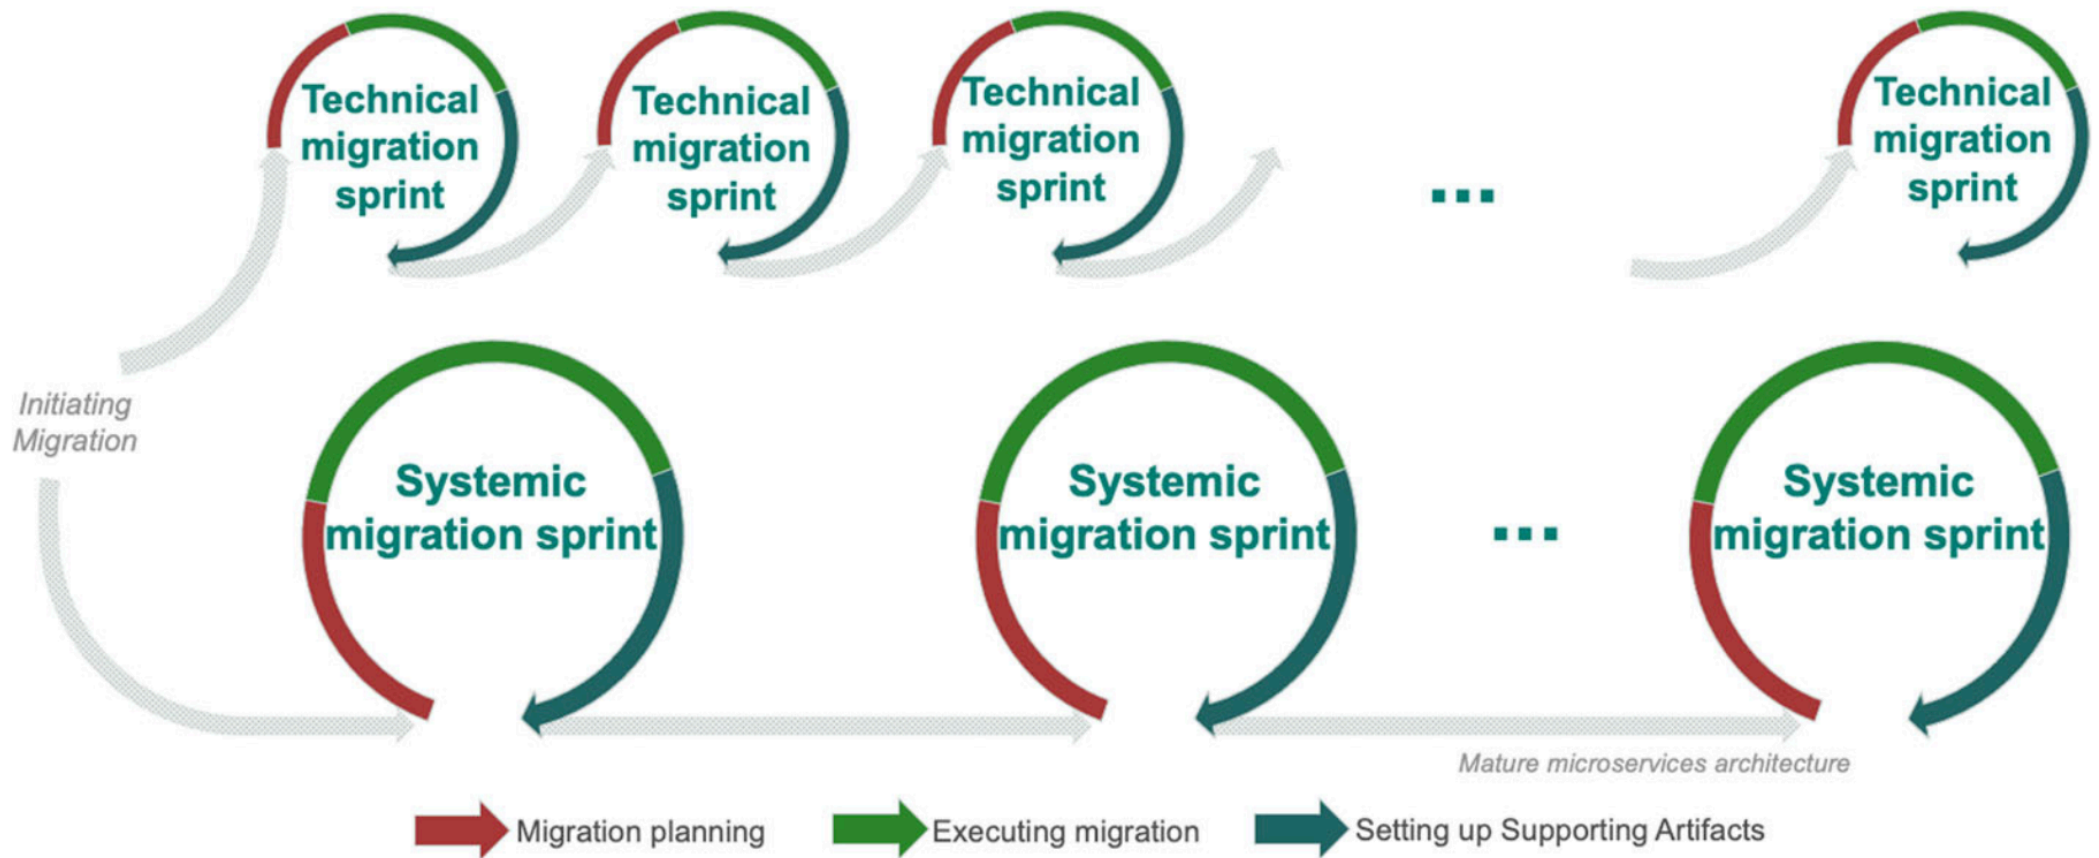 Technical
migration
sprint
Technical
migration
sprint
Technical
migration
sprint
...
Technical
migration
sprint
Initiating
Migration
Systemic
migration sprint
Systemic
migration sprint
...
Systemic
migration sprint
Mature microservices architecture
Migration planning
Executing migration
Setting up Supporting Artifacts